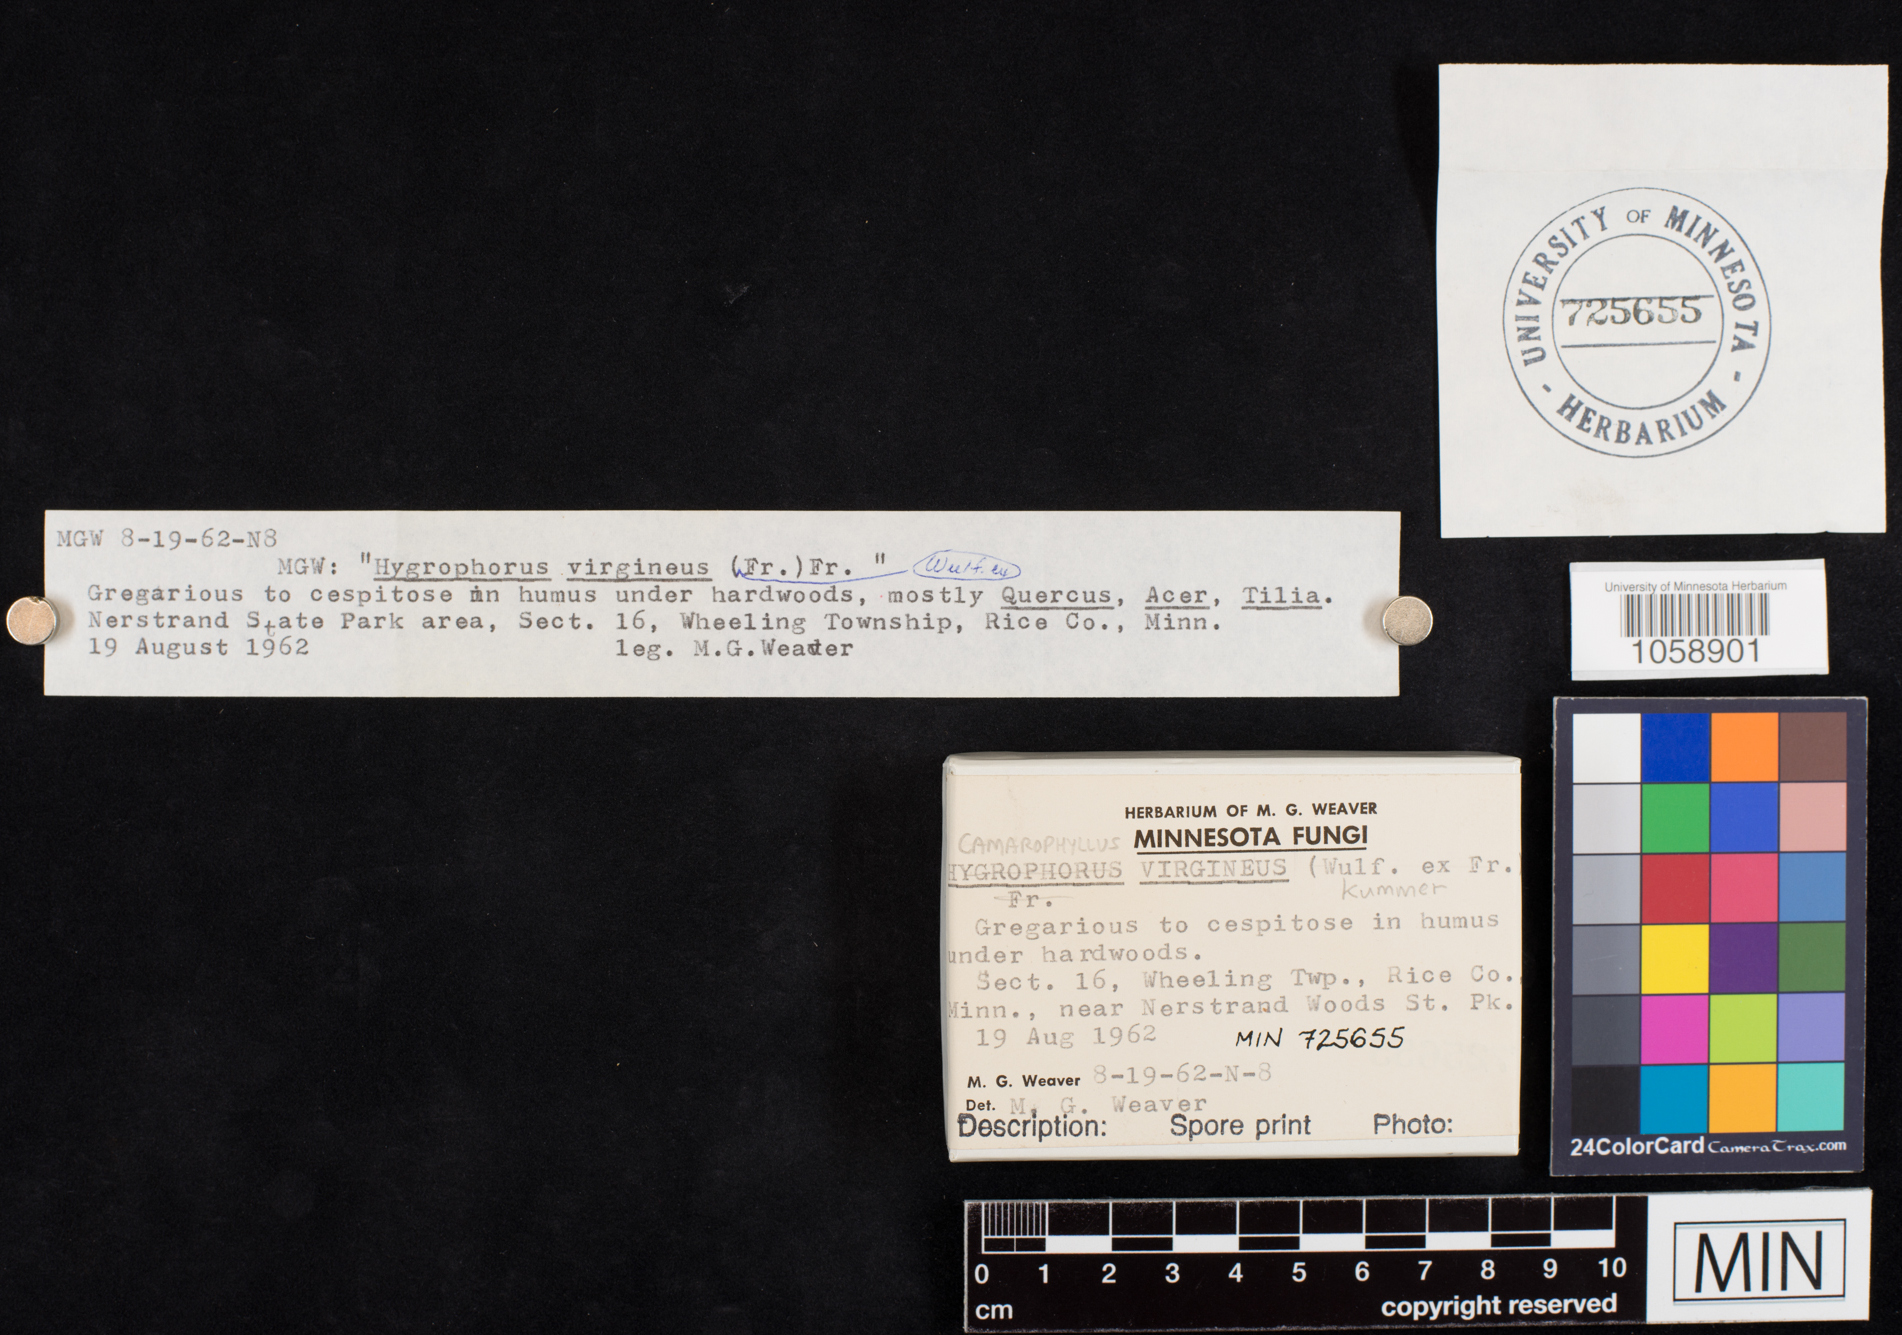 MGW 8-19-62-N8
MGW: "Hygrophorus virgineus (Fr.)Fr. " Wulf. ex
Gregarious to cespitose in humus under hardwoods, mostly Quercus, Acer, Tilia.
Nerstrand State Park area, Sect. 16, Wheeling Township, Rice Co., Minn.
19 August 1962 leg. M.G.Weaver
UNIVERSITY OF MINNESOTA
725655
- HERBARIUM -
University of Minnesota Herbarium
1058901
HERBARIUM OF M. G. WEAVER
CAMAROPHYLLUS MINNESOTA FUNGI
HYGROPHORUS VIRGINEUS (Wulf. ex Fr.
Fr. Kummer
Gregarious to cespitose in humus
under hardwoods.
Sect. 16, Wheeling Twp., Rice Co.
Minn., near Nerstrand Woods St. Pk.
19 Aug 1962 MIN 725655
M. G. Weaver 8-19-62-N-8
Det. M. G. Weaver
Description: Spore print Photo:
24ColorCard CameraTrax.com
0 1 2 3 4 5 6 7 8 9 10
cm copyright reserved
MIN